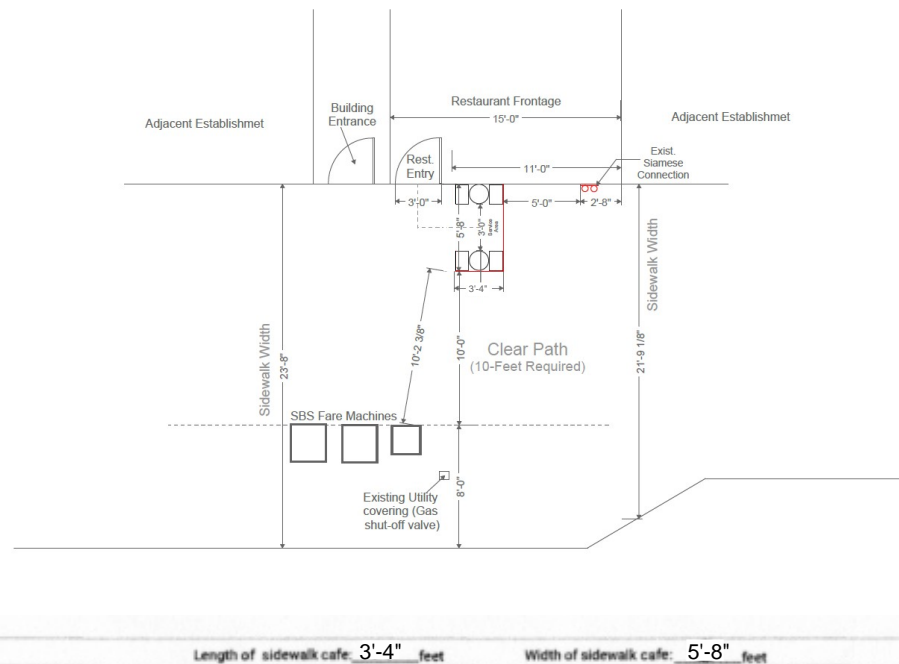 Building
Entrance
Restaurant Frontage
15'-0"
Adjacent Establishmet
Adjacent Establishmet
Rest.
Entry
11'-0"
Exist.
Siamese
Connection
3'-0"
5'-0"
2'-8"
5'-8"
3'-0"
Service
Area
3'-4"
Sidewalk Width
21'-9 1/8"
10'-2 3/8"
10'-0"
Clear Path
(10-Feet Required)
Sidewalk Width
23'-8"
SBS Fare Machines
8'-0"
Existing Utility
covering (Gas
shut-off valve)
Length of sidewalk cafe: 3'-4" feet Width of sidewalk cafe: 5'-8" feet